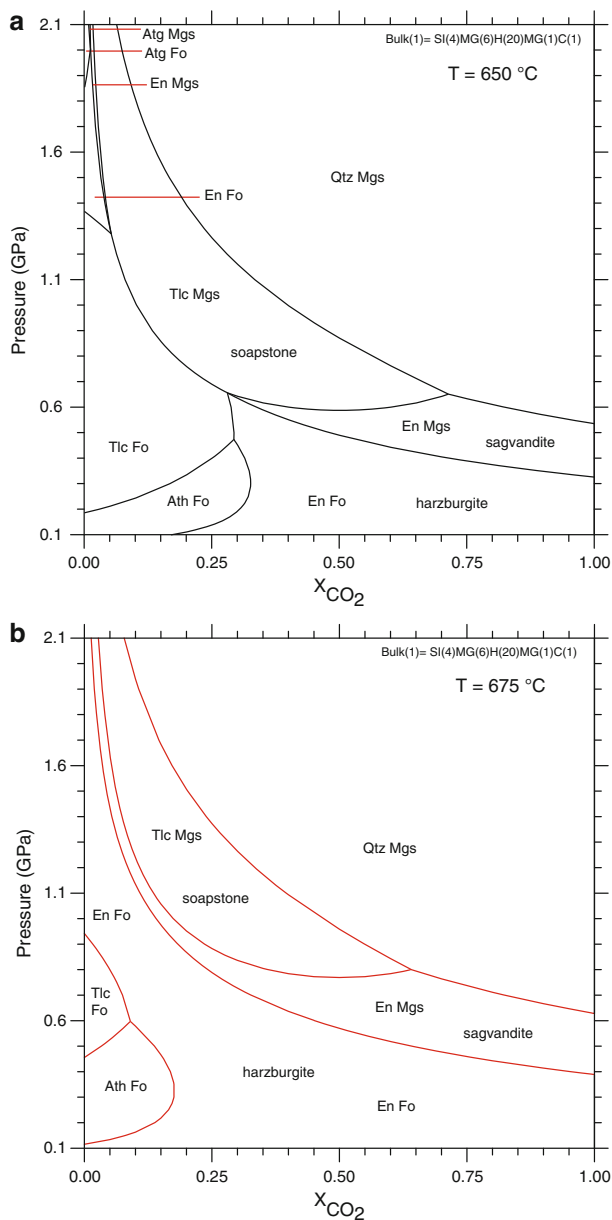 a
2.1
Atg Mgs
Atg Fo
En Mgs
Bulk(1)= SI(4)MG(6)H(20)MG(1)C(1)
T = 650 °C
1.6
Qtz Mgs
En Fo
Pressure (GPa)
1.1
Tlc Mgs
soapstone
0.6
En Mgs
sagvandite
Tlc Fo
Ath Fo
En Fo
harzburgite
0.1
0.00
0.25
0.50
0.75
1.00
XCO2
b
2.1
Bulk(1)= SI(4)MG(6)H(20)MG(1)C(1)
T = 675 °C
1.6
Tlc Mgs
Qtz Mgs
Pressure (GPa)
1.1
soapstone
En Fo
Tlc
Fo
0.6
En Mgs
sagvandite
harzburgite
Ath Fo
En Fo
0.1
0.00
0.25
0.50
0.75
1.00
XCO2